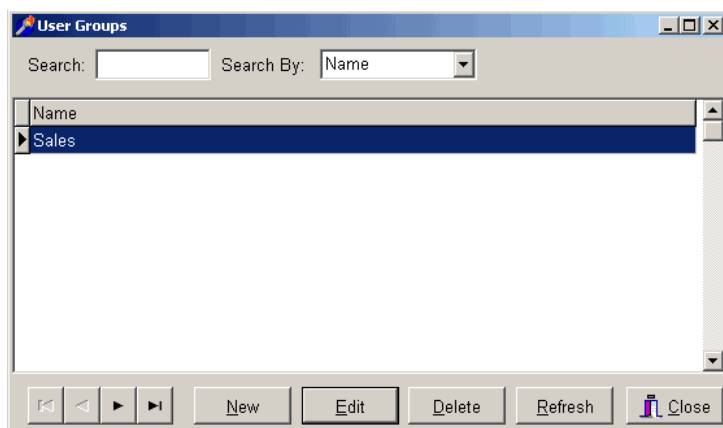 User Groups
Search: Search By: Name
Name
Sales
New Edit Delete Refresh Close